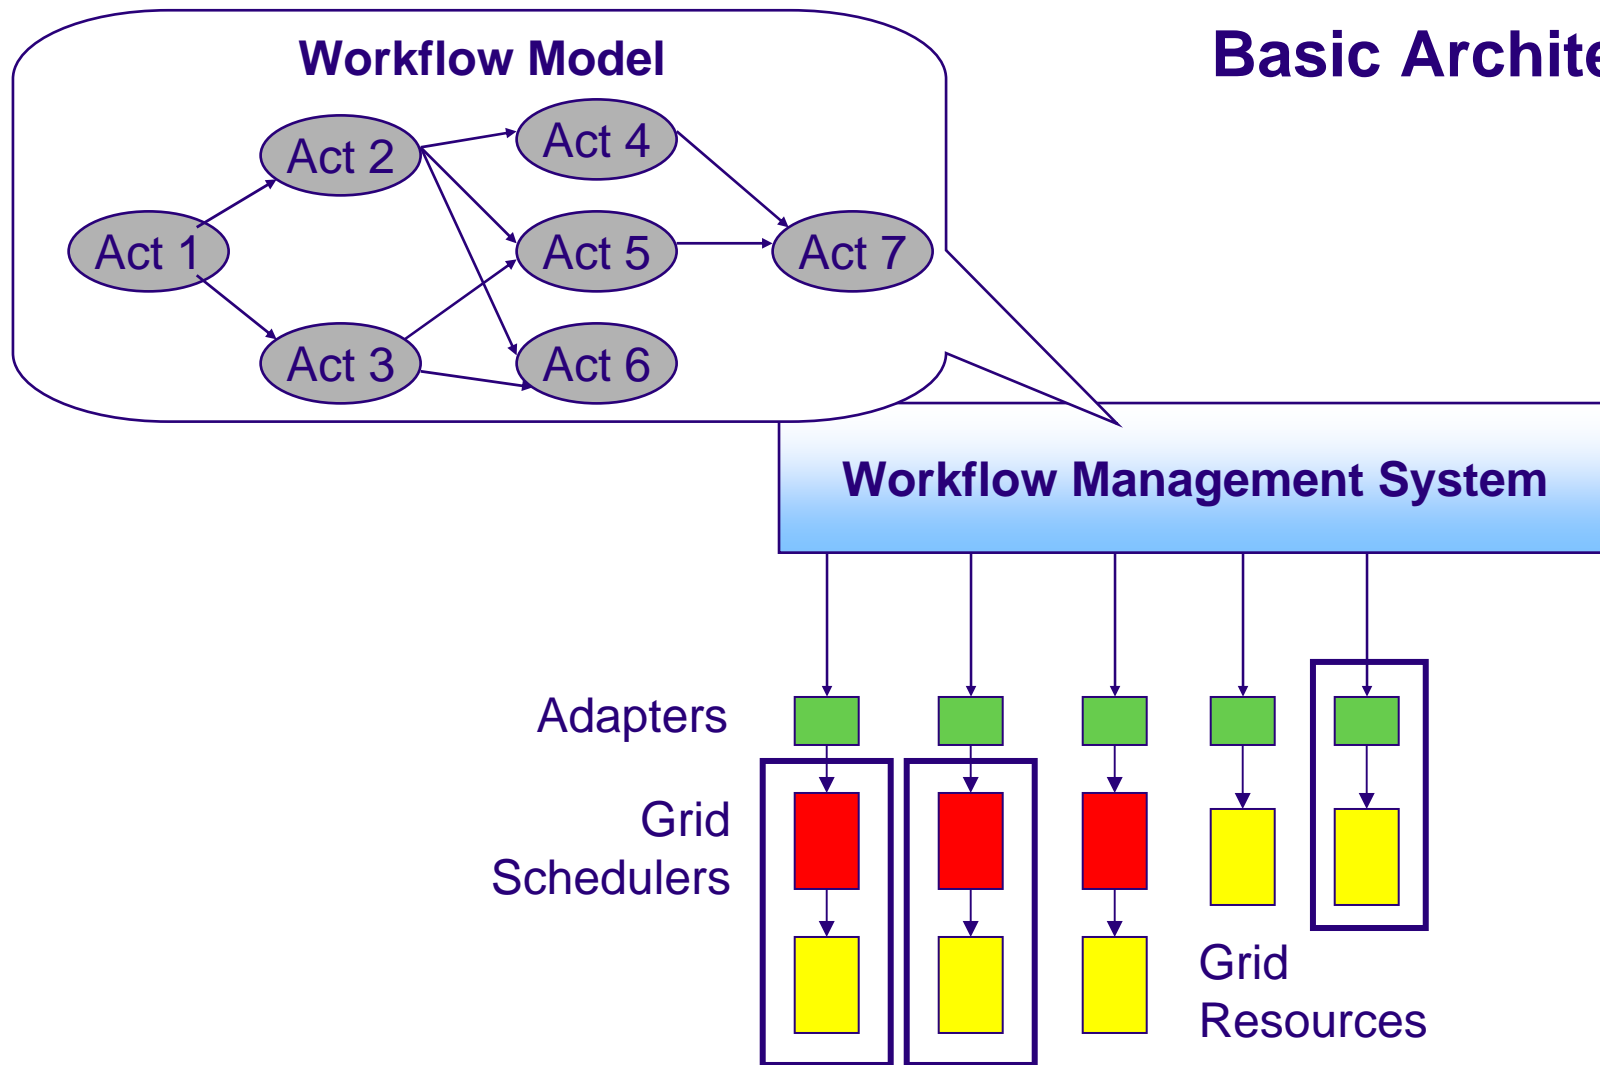 Basic Archite
Workflow Model
Act 1
Act 2
Act 3
Act 4
Act 5
Act 6
Act 7
Workflow Management System
Adapters
Grid
Schedulers
Grid
Resources